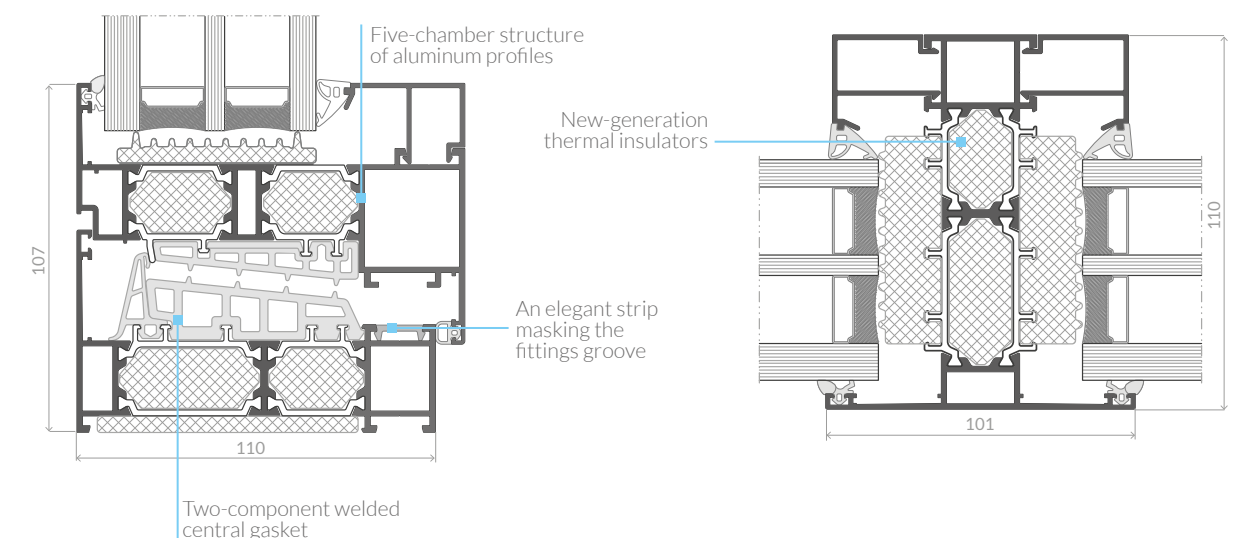 Five-chamber structure
of aluminum profiles
New-generation
thermal insulators
107
110
An elegant strip
masking the
fittings groove
110
101
Two-component welded
central gasket